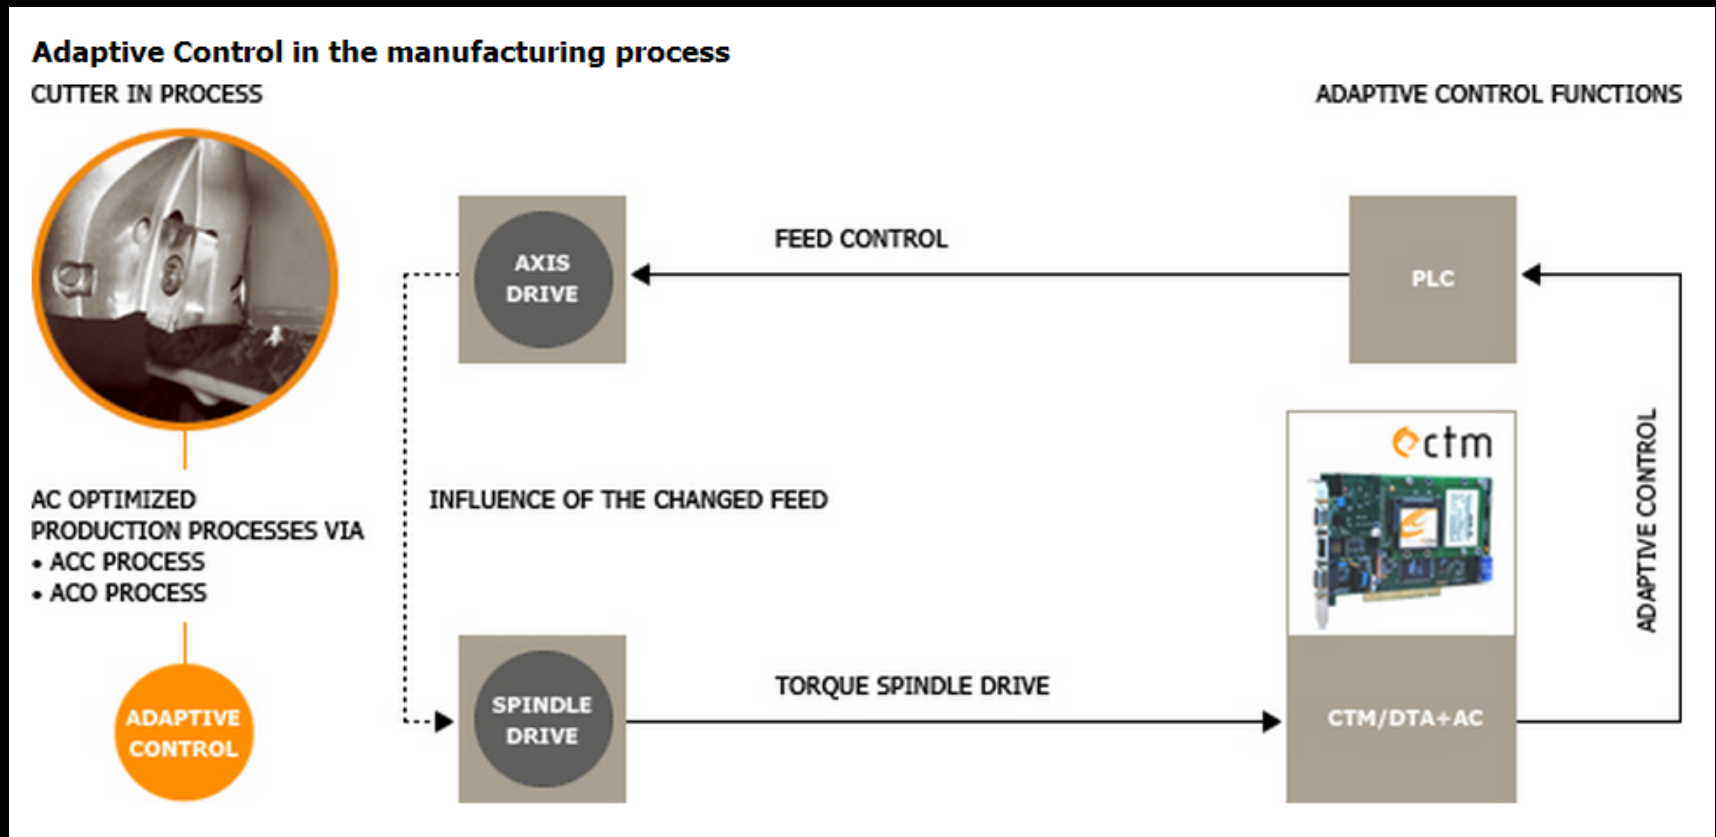 Adaptive Control in the manufacturing process
CUTTER IN PROCESS
ADAPTIVE CONTROL FUNCTIONS
AXIS
DRIVE
FEED CONTROL
PLC
ctm
ADAPTIVE CONTROL
AC OPTIMIZED
PRODUCTION PROCESSES VIA
• ACC PROCESS
• ACO PROCESS
INFLUENCE OF THE CHANGED FEED
SPINDLE
DRIVE
TORQUE SPINDLE DRIVE
CTM/DTA+AC
ADAPTIVE
CONTROL